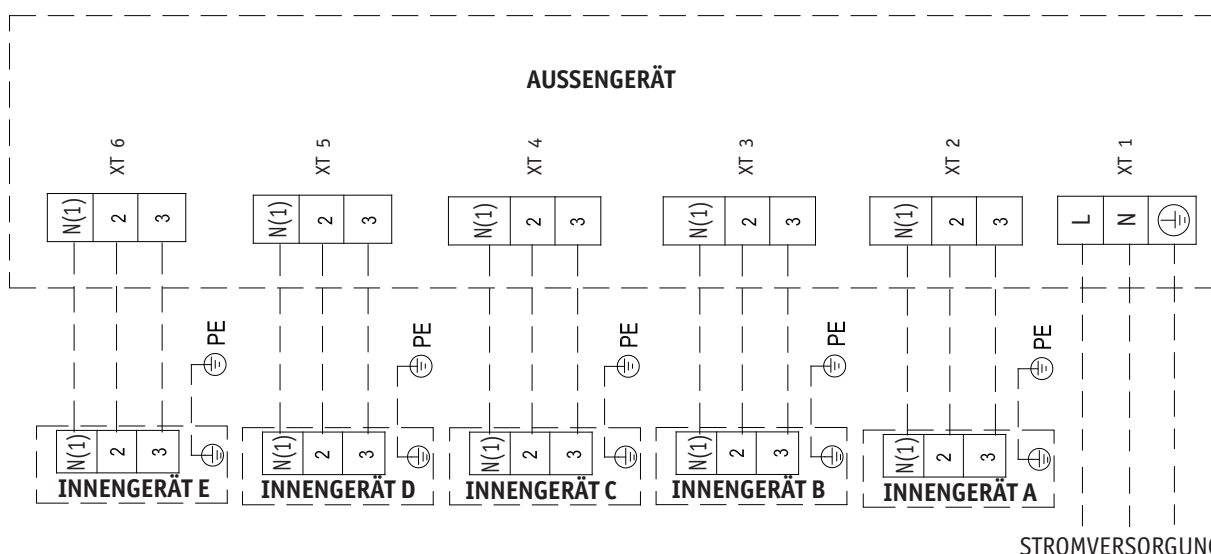 AUSSENGERÄT
XT 6
XT 5
XT 4
XT 3
XT 2
XT 1
N(1) 2 3
N(1) 2 3
N(1) 2 3
N(1) 2 3
N(1) 2 3
L N
PE
PE
PE
PE
PE
N(1) 2 3
N(1) 2 3
N(1) 2 3
N(1) 2 3
N(1) 2 3
INNENGERÄT E
INNENGERÄT D
INNENGERÄT C
INNENGERÄT B
INNENGERÄT A
STROMVERSORGUNG